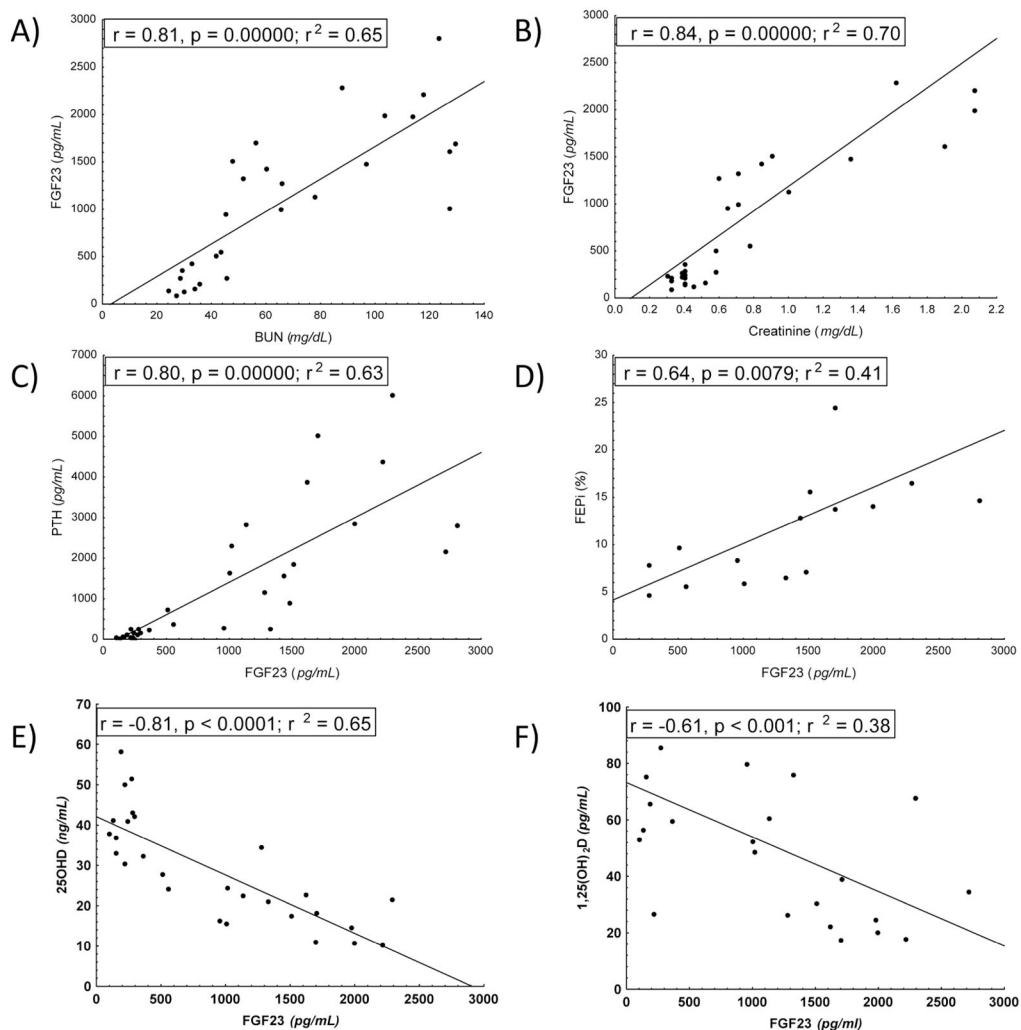 A)
r = 0.81, p = 0.00000; r² = 0.65
3000
2500
2000
1500
1000
500
0
FGF23 (pg/mL)
20 40 60 80 100 120 140
BUN (mg/dL)
B)
r = 0.84, p = 0.00000; r² = 0.70
3000
2500
2000
1500
1000
500
0
FGF23 (pg/mL)
0.0 0.2 0.4 0.6 0.8 1.0 1.2 1.4 1.6 1.8 2.0 2.2
Creatinine (mg/dL)
C)
r = 0.80, p = 0.00000; r² = 0.63
7000
6000
5000
4000
3000
2000
1000
0
PTH (pg/mL)
0 500 1000 1500 2000 2500 3000
FGF23 (pg/mL)
D)
r = 0.64, p = 0.0079; r² = 0.41
30
25
20
15
10
5
0
FEPi (%)
0 500 1000 1500 2000 2500 3000
FGF23 (pg/mL)
E)
r = -0.81, p < 0.0001; r² = 0.65
70
60
50
40
30
20
10
0
25OHD (ng/mL)
0 500 1000 1500 2000 2500 3000
FGF23 (pg/mL)
F)
r = -0.61, p < 0.001; r² = 0.38
100
80
60
40
20
0
1,25(OH)₂D (pg/mL)
0 500 1000 1500 2000 2500 3000
FGF23 (pg/ml)